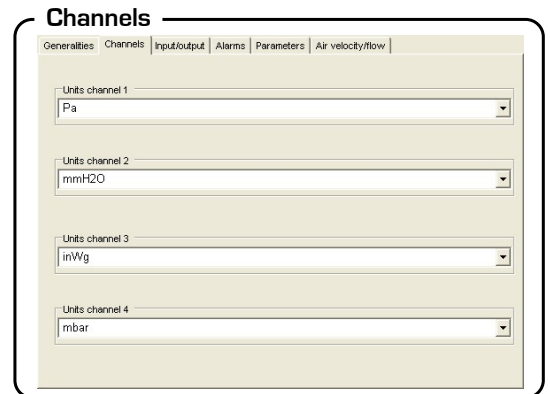 Channels
Generalities Channels Input/output Alarms Parameters Air velocity/flow
Units channel 1
Pa
Units channel 2
mmH2O
Units channel 3
inWg
Units channel 4
mbar